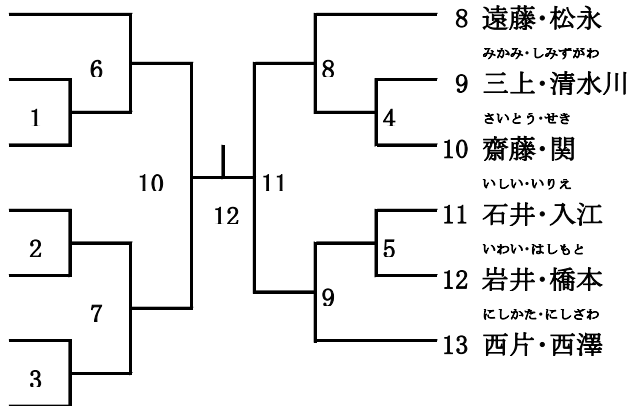 8 遠藤・松永
みかみ・しみずがわ
9 三上・清水川
さいとう・せき
10 齋藤・関
いしい・いりえ
11 石井・入江
いわい・はしもと
12 岩井・橋本
にしかた・にしざわ
13 西片・西澤
6
8
1
4
10
11
12
2
5
7
9
3